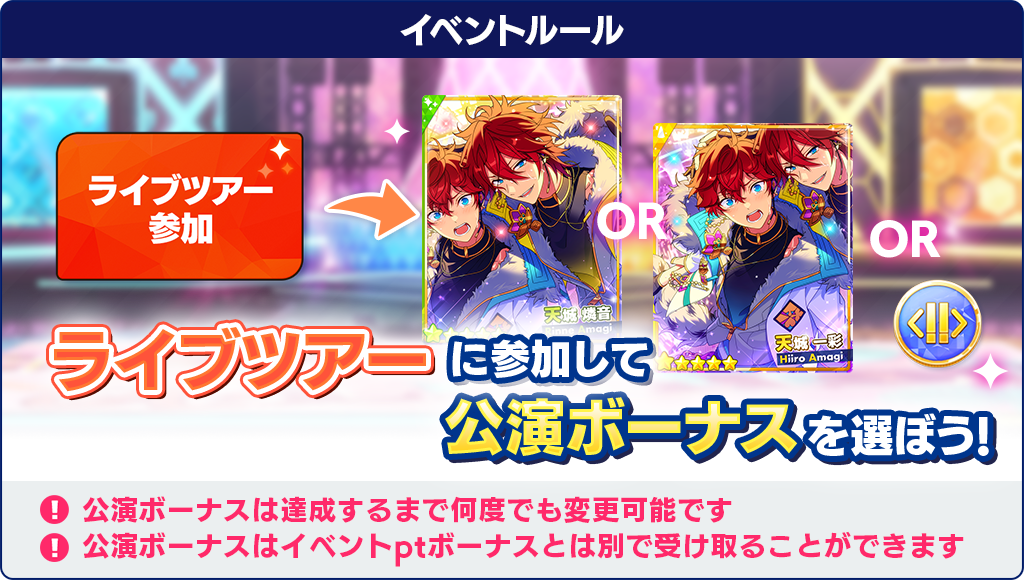 イベントルール
ライブツアー
参加
OR
OR
天城 燐音
Rinne Amagi
天城 一彩
Hiiro Amagi
ライブツアーに参加して
公演ボーナスを選ぼう!
公演ボーナスは達成するまで何度でも変更可能です
公演ボーナスはイベントptボーナスとは別で受け取ることができます